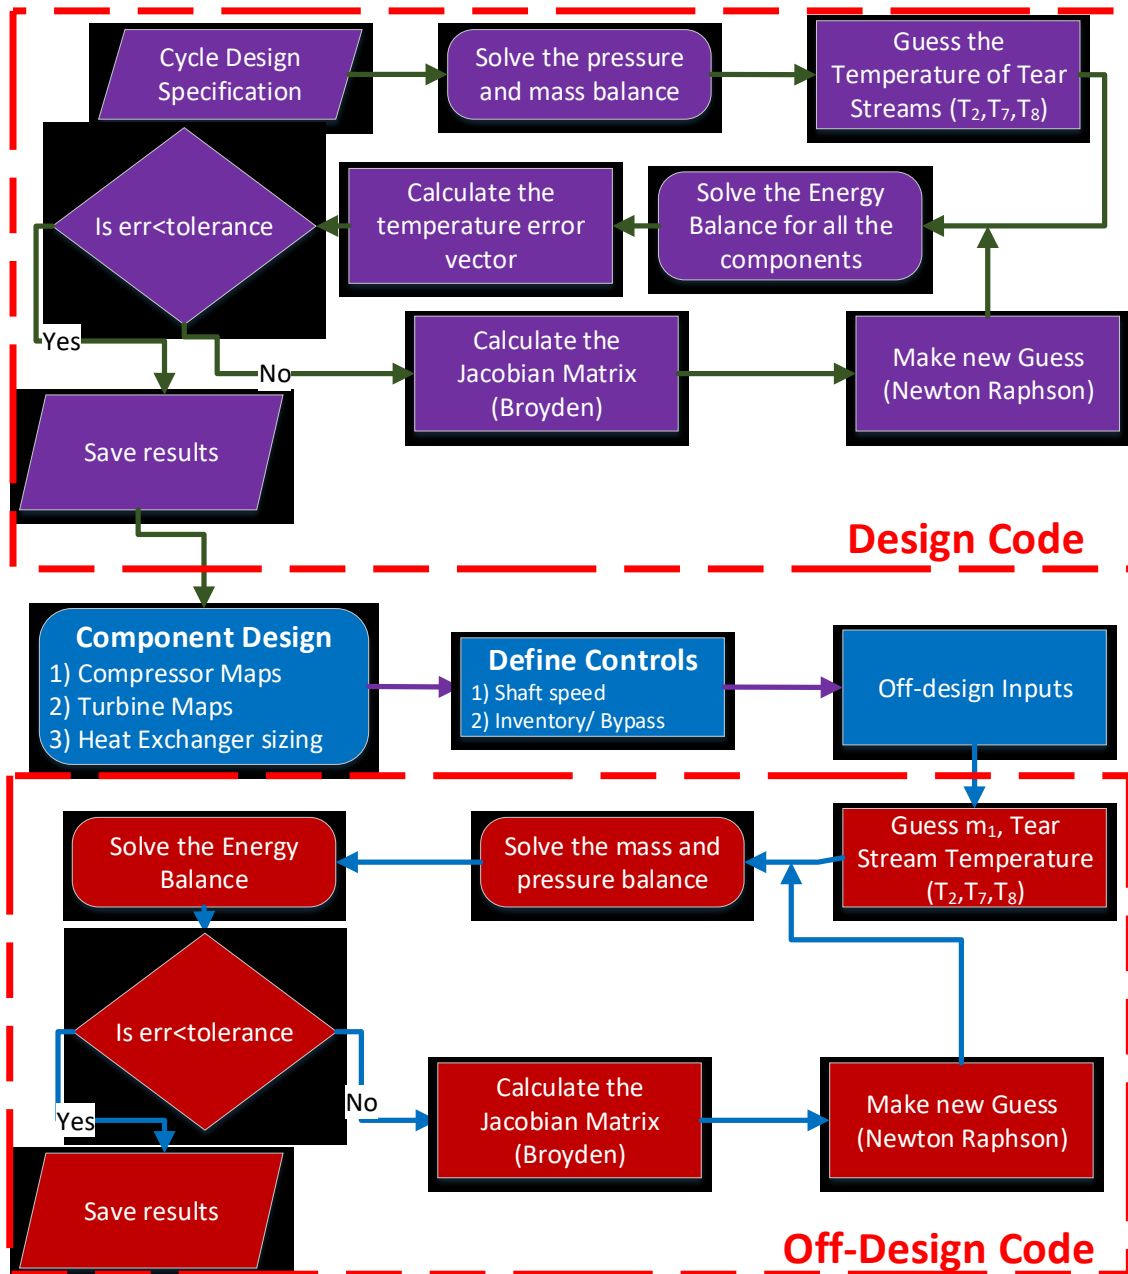 Cycle Design
Specification
Solve the pressure
and mass balance
Guess the
Temperature of Tear
Streams (T₂,T₇,T₈)
Is err<tolerance
Calculate the
temperature error
vector
Solve the Energy
Balance for all the
components
Yes
No
Calculate the
Jacobian Matrix
(Broyden)
Make new Guess
(Newton Raphson)
Save results
Design Code
Component Design
1) Compressor Maps
2) Turbine Maps
3) Heat Exchanger sizing
Define Controls
1) Shaft speed
2) Inventory/ Bypass
Off-design Inputs
Guess m₁, Tear
Stream Temperature
(T₂,T₇,T₈)
Solve the mass and
pressure balance
Solve the Energy
Balance
Is err<tolerance
Yes
No
Calculate the
Jacobian Matrix
(Broyden)
Make new Guess
(Newton Raphson)
Save results
Off-Design Code